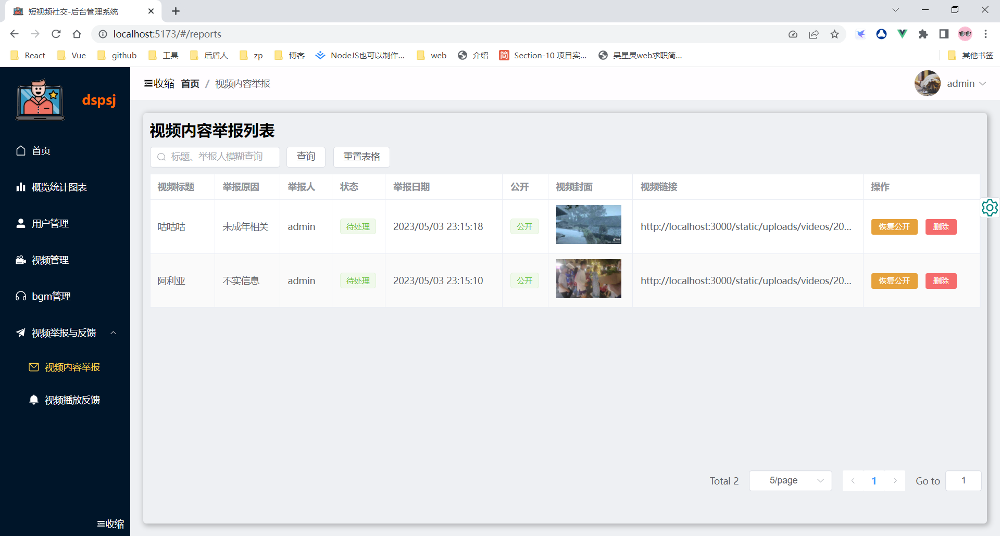 短视频社交-后台管理系统
localhost:5173/#/reports
React Vue github 工具 后盾人 zp 博客 NodeJS也可以制作... web 介绍 简 Section-10 项目实... 吴星灵web求职简... 其他书签
dspsj
收缩 首页 / 视频内容举报
admin
首页
概览统计图表
用户管理
视频管理
bgm管理
视频举报与反馈
视频内容举报
视频播放反馈
收缩
视频内容举报列表
标题、举报人模糊查询 查询 重置表格
视频标题 举报原因 举报人 状态 举报日期 公开 视频封面 视频链接 操作
咕咕咕 未成年相关 admin 待处理 2023/05/03 23:15:18 公开 http://localhost:3000/static/uploads/videos/20... 恢复公开 删除
阿利亚 不实信息 admin 待处理 2023/05/03 23:15:10 公开 http://localhost:3000/static/uploads/videos/20... 恢复公开 删除
Total 2 5/page 1 Go to 1